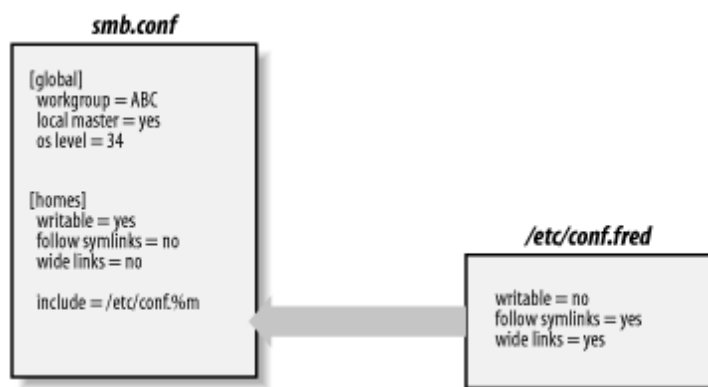 smb.conf
[global]
workgroup = ABC
local master = yes
os level = 34
[homes]
writable = yes
follow symlinks = no
wide links = no
include = /etc/conf.%m
/etc/conf.fred
writable = no
follow symlinks = yes
wide links = yes